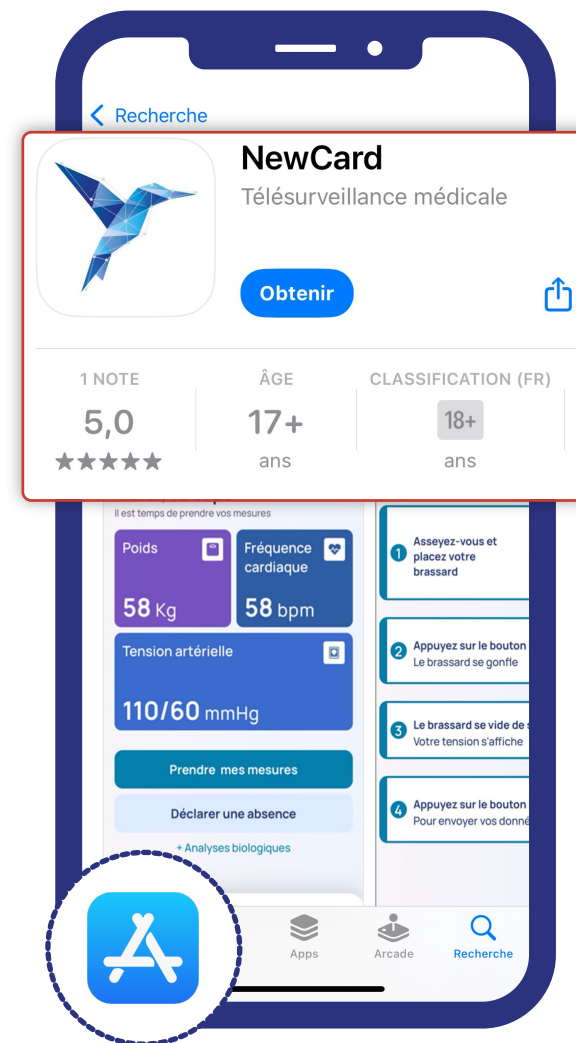 Recherche
NewCard
Télésurveillance médicale
Obtenir
1 NOTE
5,0
ÂGE
17+
ans
CLASSIFICATION (FR)
18+
ans
Il est temps de prendre vos mesures
Poids
58 Kg
Fréquence
cardiaque
58 bpm
Tension artérielle
110/60 mmHg
Prendre mes mesures
Déclarer une absence
+ Analyses biologiques
1
Asseyez-vous et
placez votre
brassard
2
Appuyez sur le bouton
Le brassard se gonfle
3
Le brassard se vide de
Votre tension s'affiche
4
Appuyez sur le bouton
Pour envoyer vos
Apps
Arcade
Recherche